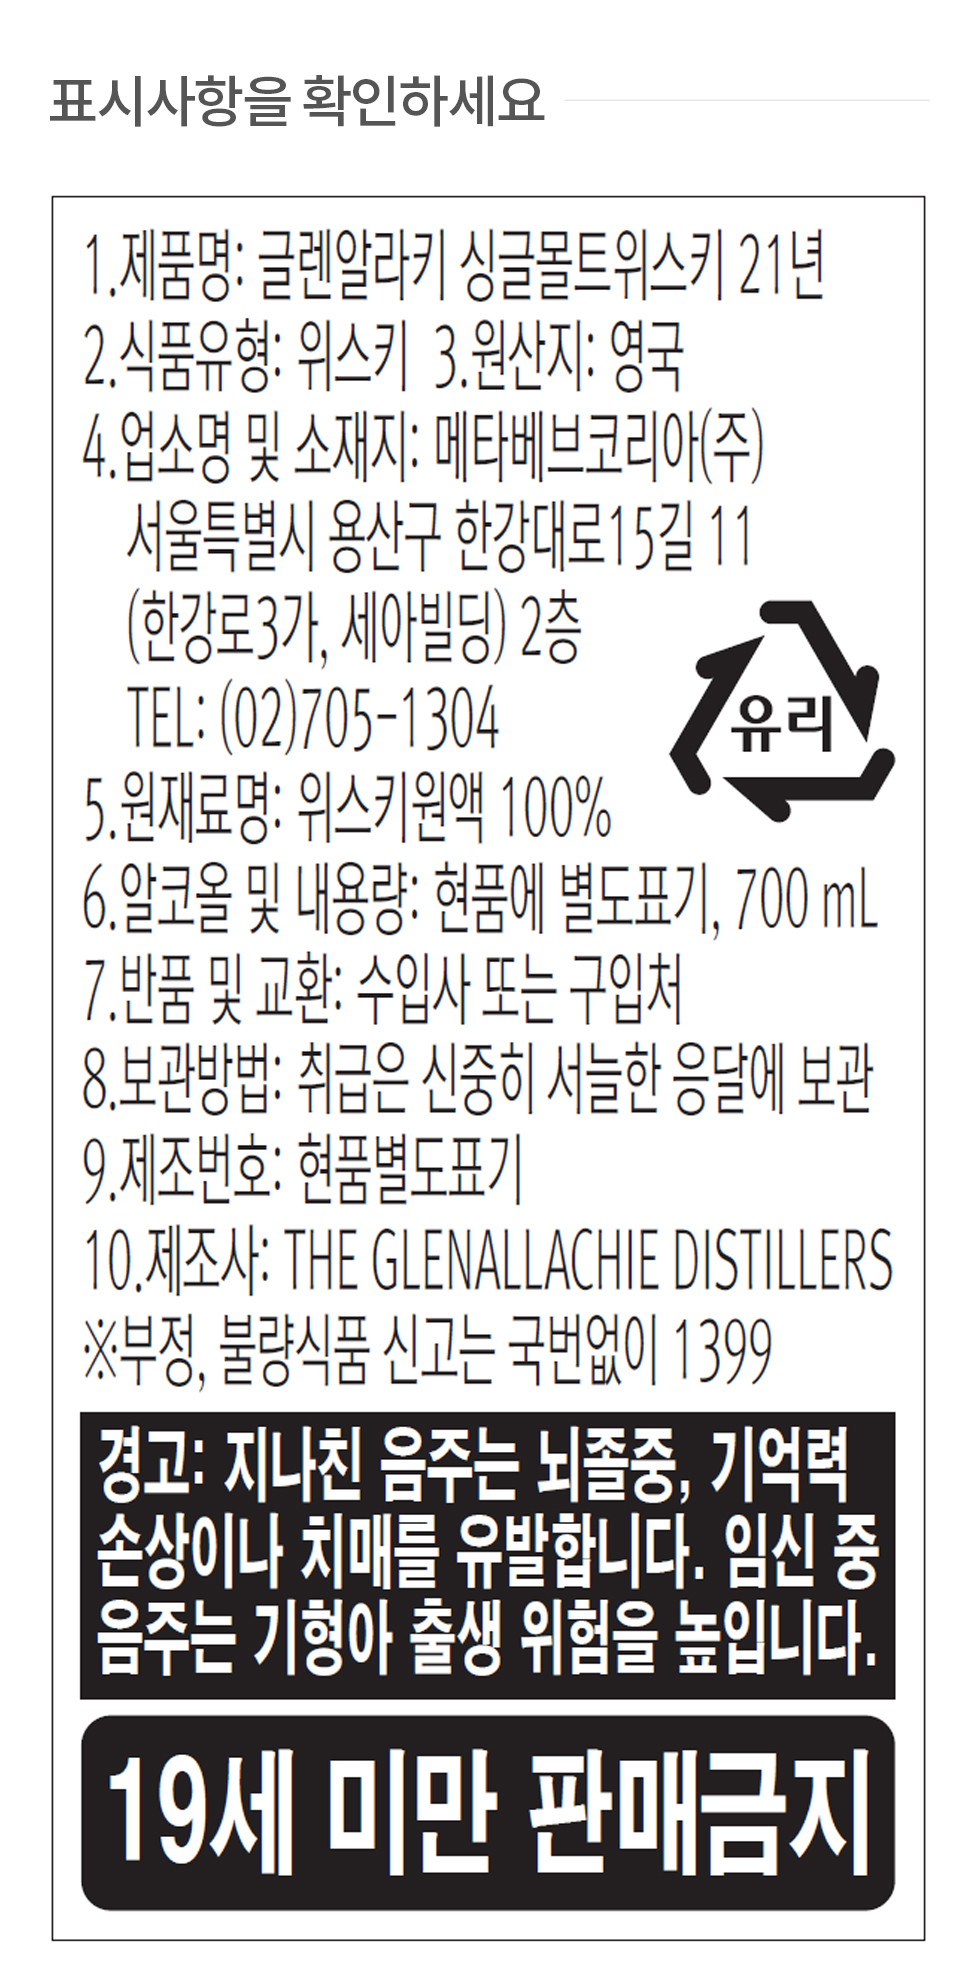 표시사항을 확인하세요
1.제품명: 글렌알라키 싱글몰트위스키 21년
2.식품유형: 위스키 3.원산지: 영국
4.업소명 및 소재지: 메타베브코리아(주)
서울특별시 용산구 한강대로15길 11
(한강로3가, 세아빌딩) 2층
TEL: (02)705-1304
유리
5.원재료명: 위스키원액 100%
6.알코올 및 내용량: 현품에 별도표기, 700 mL
7.반품 및 교환: 수입사 또는 구입처
8.보관방법: 취급은 신중히 서늘한 응달에 보관
9.제조번호: 현품별도표기
10.제조사: THE GLENALLACHIE DISTILLERS
※부정, 불량식품 신고는 국번없이 1399
경고: 지나친 음주는 뇌졸중, 기억력
손상이나 치매를 유발합니다. 임신 중
음주는 기형아 출생 위험을 높입니다.
19세 미만 판매금지